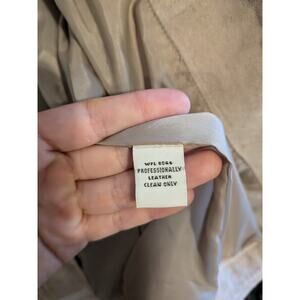 WPL 8066
PROFESSIONALLY
LEATHER
CLEAN ONLY